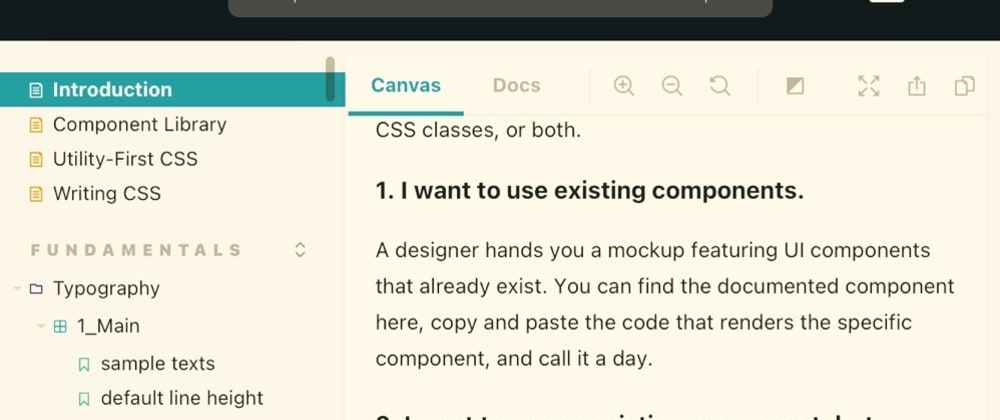 Introduction
Component Library
Utility-First CSS
Writing CSS
FUNDAMENTALS
Typography
1_Main
sample texts
default line height
Canvas
Docs
CSS classes, or both.
1. I want to use existing components.
A designer hands you a mockup featuring UI components
that already exist. You can find the documented component
here, copy and paste the code that renders the specific
component, and call it a day.